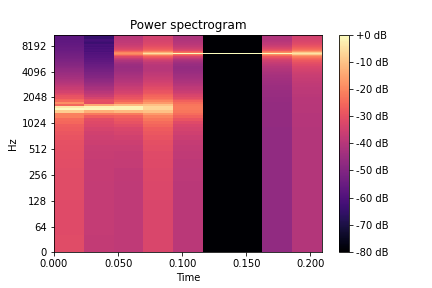 Power spectrogram
8192
4096
2048
1024
512
256
128
64
0
Hz
0.000 0.050 0.100 0.150 0.200
Time
+0 dB
-10 dB
-20 dB
-30 dB
-40 dB
-50 dB
-60 dB
-70 dB
-80 dB